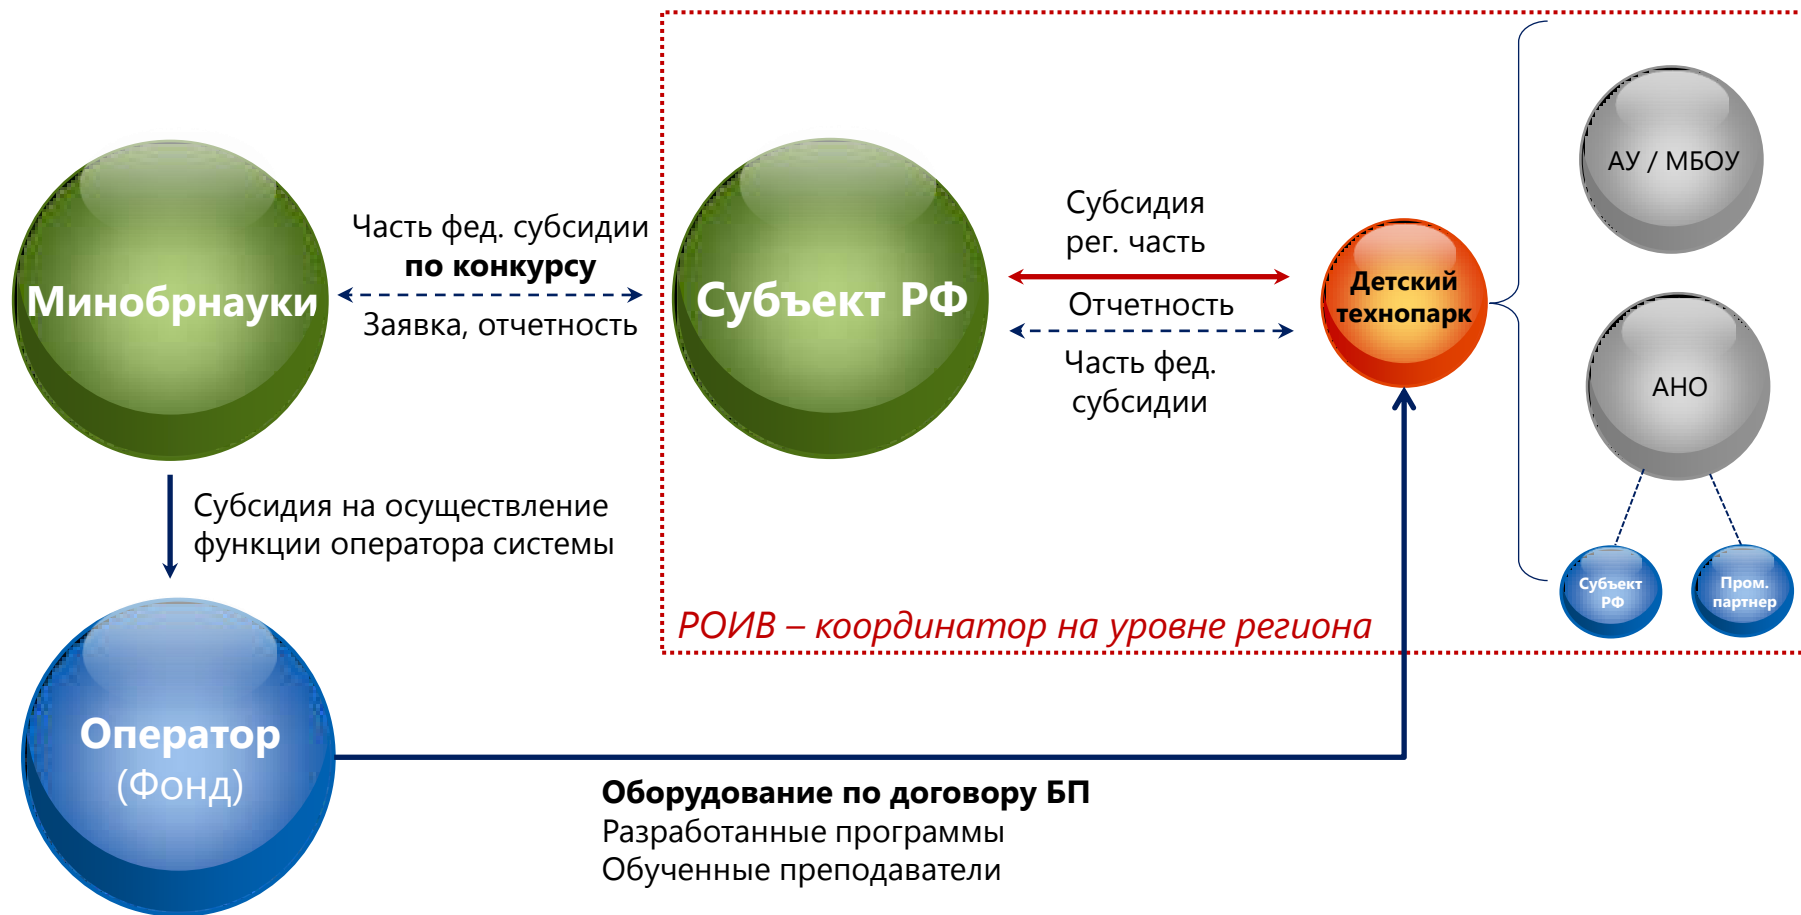 АУ / МБОУ
Часть фед. субсидии
по конкурсу
Заявка, отчетность
Минобрнауки
Субъект РФ
Субсидия
рег. часть
Отчетность
Часть фед.
субсидии
Детский
технопарк
АНО
Субъект
РФ
Пром.
партнер
Субсидия на осуществление
функции оператора системы
РОИВ – координатор на уровне региона
Оператор
(Фонд)
Оборудование по договору БП
Разработанные программы
Обученные преподаватели